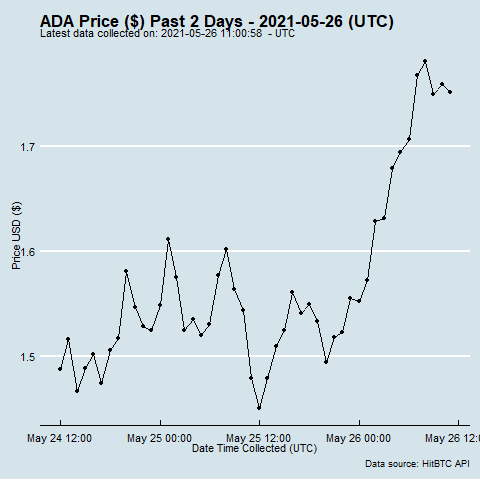 ADA Price ($) Past 2 Days - 2021-05-26 (UTC)
Latest data collected on: 2021-05-26 11:00:58 - UTC
Price USD ($)
1.7
1.6
1.5
May 24 12:00 May 25 00:00 May 25 12:00 May 26 00:00 May 26 12:00
Date Time Collected (UTC)
Data source: HitBTC API